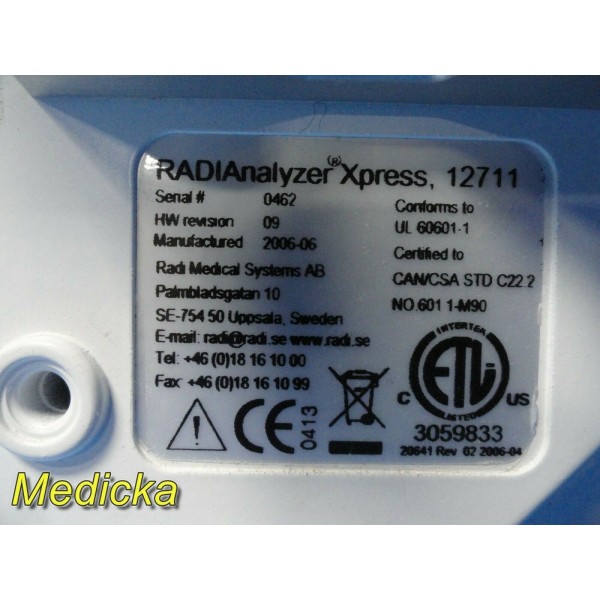 RADIAnalyzer® Xpress, 12711
Serial # 0462
HW revision 09
Manufactured 2006-06
Radi Medical Systems AB
Palmbladsgatan 10
SE-754 50 Uppsala, Sweden
E-mail: radi@radi.se www.radi.se
Tel: +46 (0)18 16 10 00
Fax: +46 (0)18 16 10 99
Conforms to
UL 60601-1
Certified to
CAN/CSA STD C22.2
NO.601 1-M90
INTERTEK
C ETL US
LISTED
3059833
20641 Rev 02 2006-04
CE 0413
Medicka